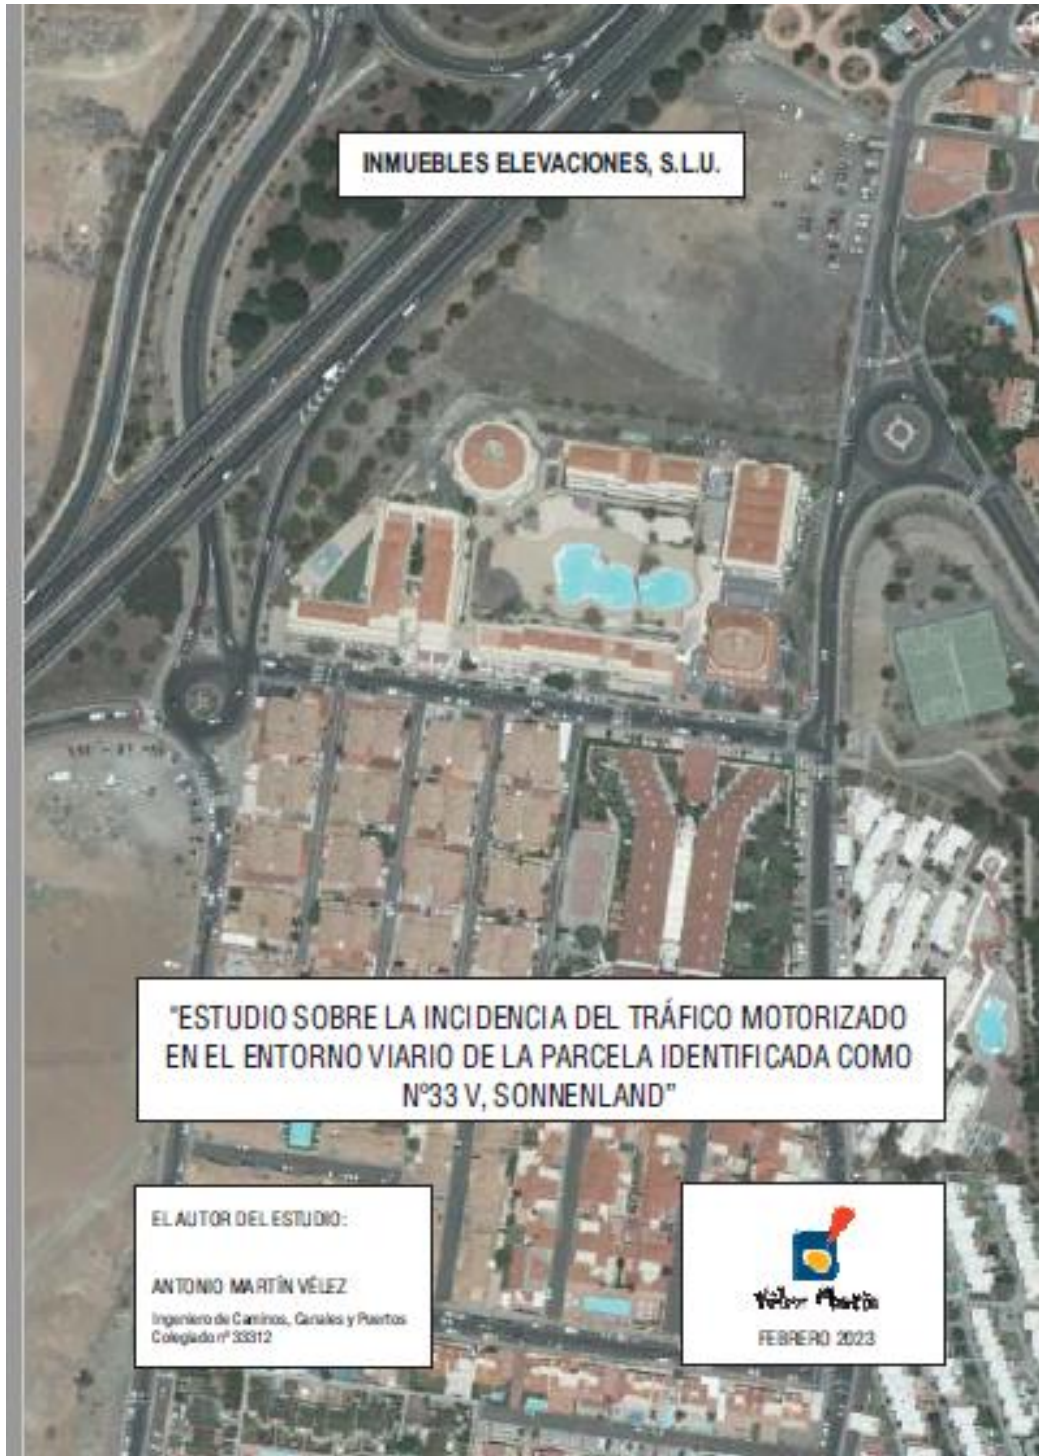 INMUEBLES ELEVACIONES, S.L.U.
"ESTUDIO SOBRE LA INCIDENCIA DEL TRÁFICO MOTORIZADO
EN EL ENTORNO VIARIO DE LA PARCELA IDENTIFICADA COMO
Nº33 V, SONNENLAND"
EL AUTOR DEL ESTUDIO:
ANTONIO MARTÍN VÉLEZ
Ingeniero de Caminos, Canales y Puertos
Colegiado nº 33312
FEBRERO 2023